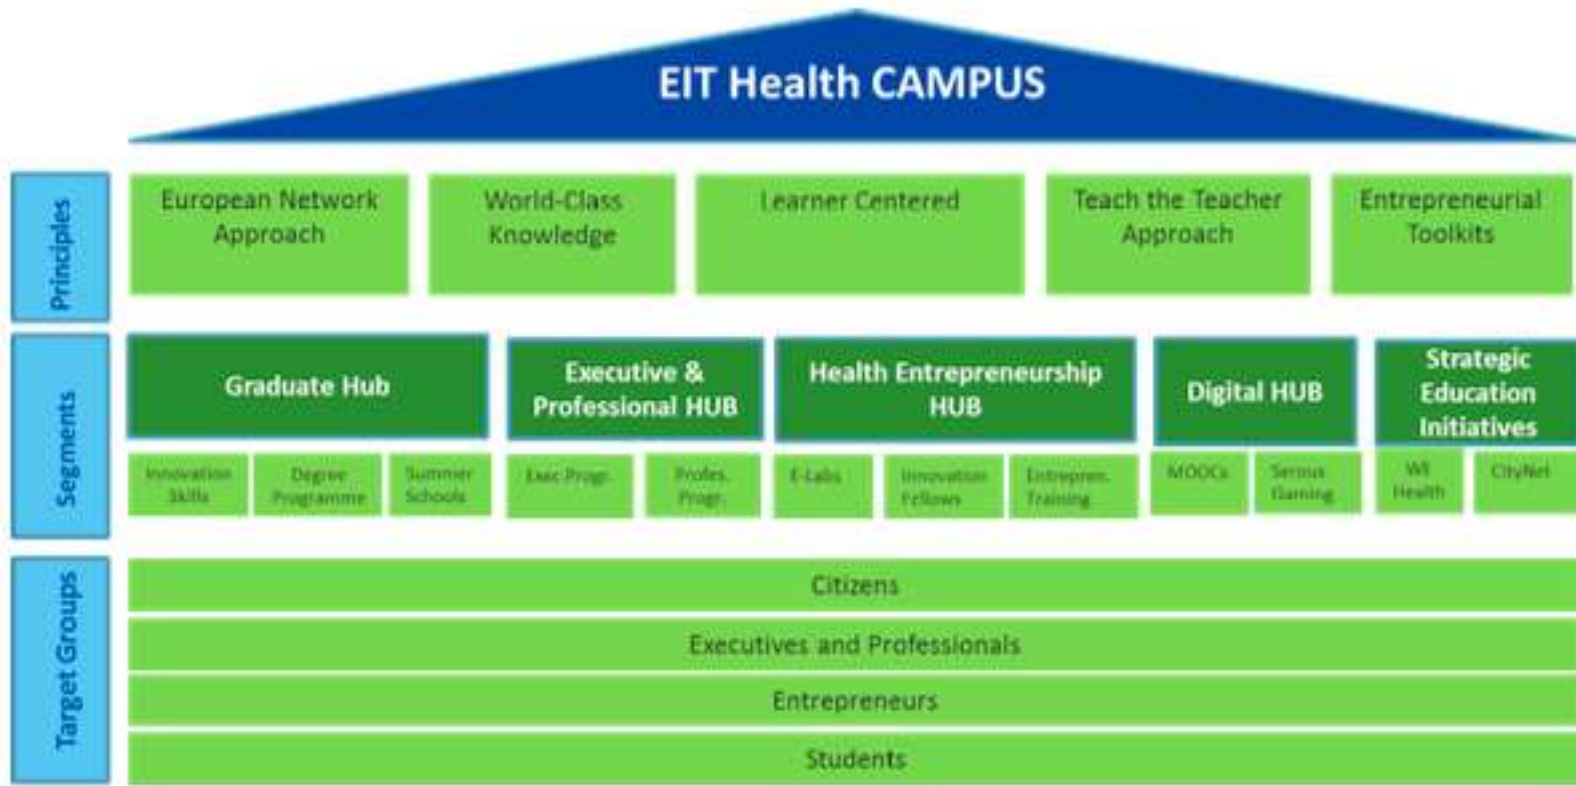 EIT Health CAMPUS
Principles
European Network
Approach
World-Class
Knowledge
Learner Centered
Teach the Teacher
Approach
Entrepreneurial
Toolkits
Segments
Graduate Hub
Executive &
Professional HUB
Health Entrepreneurship
HUB
Digital HUB
Strategic
Education
Initiatives
Innovation
Skills
Degree
Programme
Summer
Schools
Exec Progr.
Profes.
Progr.
E-Labs
Innovation
Fellows
Entrepren.
Training
MOOCs
Serious
Gaming
WE
Health
CityNet
Target Groups
Citizens
Executives and Professionals
Entrepreneurs
Students